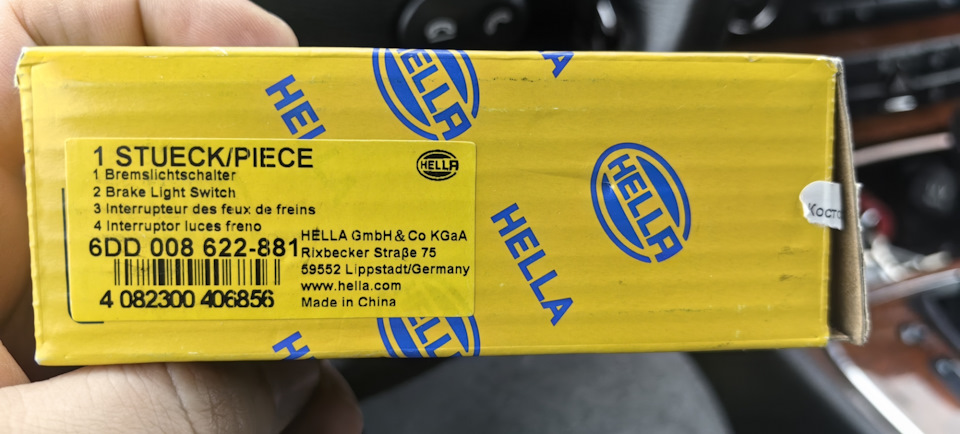 HELLA
HELLA
1 STUECK/PIECE
HELLA
1 Bremslichtschalter
2 Brake Light Switch
3 Interrupteur des feux de freins
4 Interruptor luces freno
6DD 008 622-881
HELLA GmbH & Co KGaA
Rixbecker Straße 75
59552 Lippstadt/Germany
www.hella.com
Made in China
4 082300 406856
HELLA
HELLA
HELLA